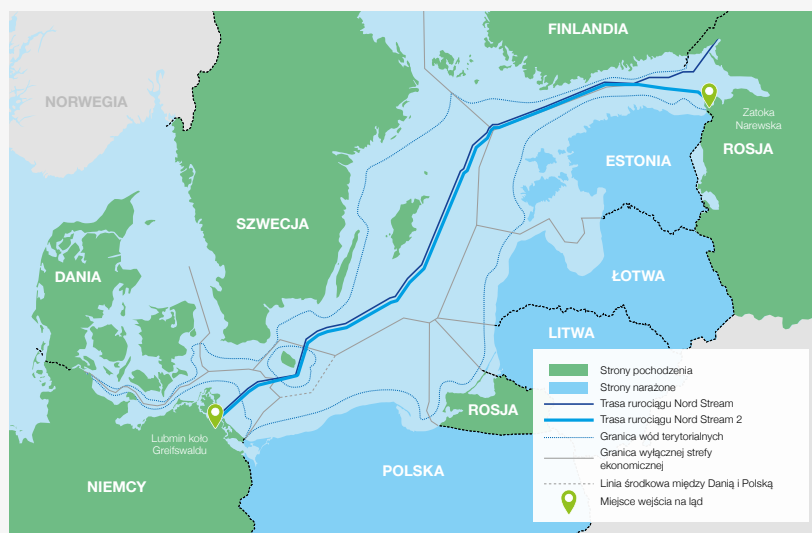 FINLANDIA
NORWEGIA
Zatoka
Narewska
ESTONIA
ROSJA
SZWECJA
DANIA
ŁOTWA
LITWA
ROSJA
Lubmin koło
Greifswaldu
NIEMCY
POLSKA
Strony pochodzenia
Strony narażone
Trasa rurociągu Nord Stream
Trasa rurociągu Nord Stream 2
Granica wód terytorialnych
Granica wyłącznej strefy
ekonomicznej
Linia środkowa między Danią i Polską
Miejsce wejścia na ląd